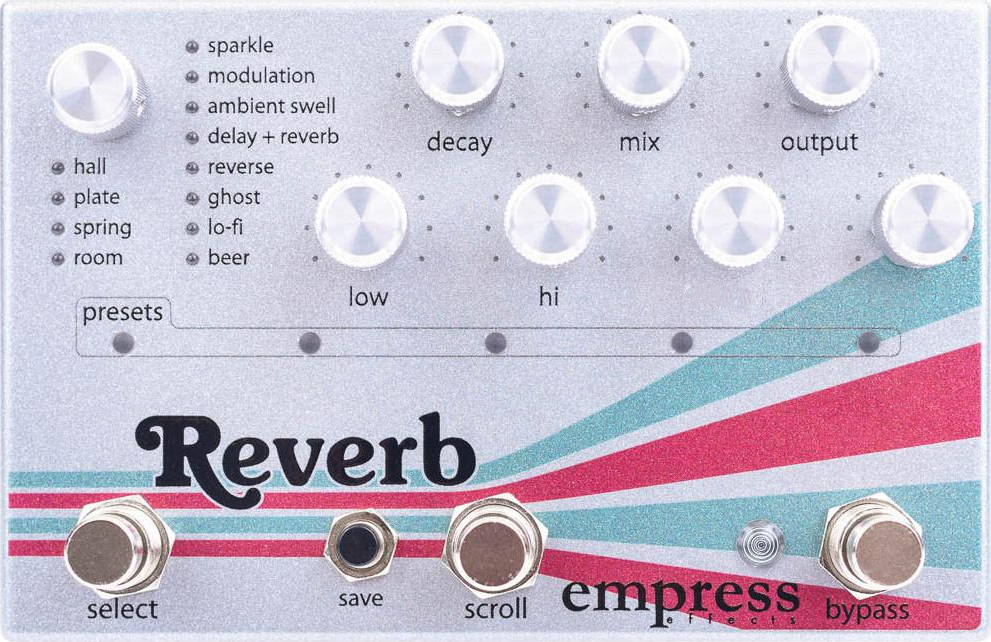 sparkle
modulation
ambient swell
delay + reverb
reverse
ghost
lo-fi
beer
hall
plate
spring
room
decay
mix
output
low
hi
presets
Reverb
select
save
scroll
empress
effects
bypass